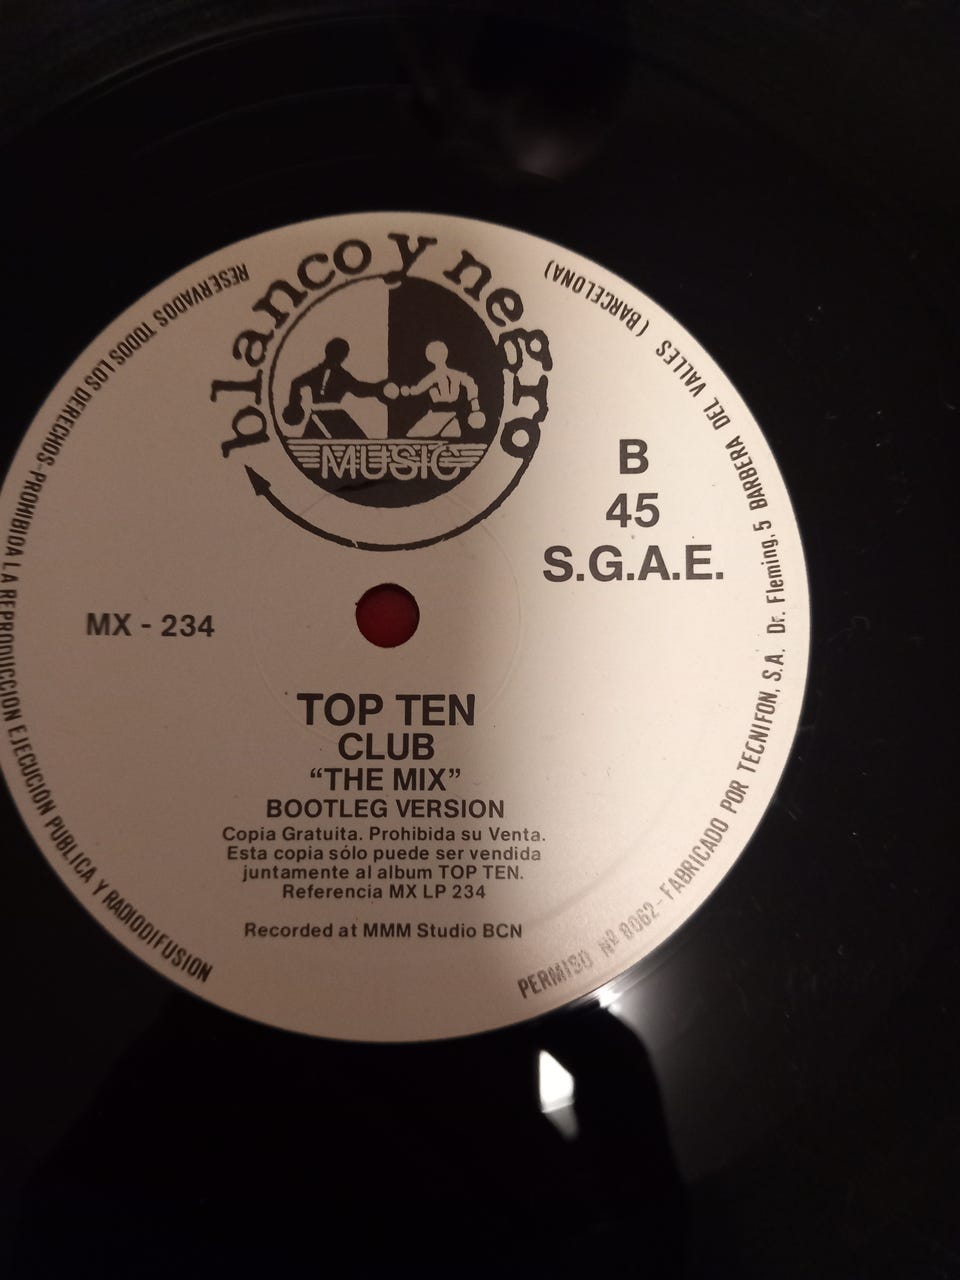 blanco y negro
MUSIC
B
45
S.G.A.E.
MX - 234
TOP TEN
CLUB
“THE MIX”
BOOTLEG VERSION
Copia Gratuita. Prohibida su Venta.
Esta copia sólo puede ser vendida
juntamente al album TOP TEN.
Referencia MX LP 234
Recorded at MMM Studio BCN
RESERVADOS TODOS LOS DERECHOS-PROHIBIDA LA REPRODUCCION EJECUCION PUBLICA Y RADIODIFUSION
PERMISO Nº 8062 - FABRICADO POR TECNIFON, S.A. Dr. Fleming, 5 BARBERA DEL VALLES (BARCELONA)